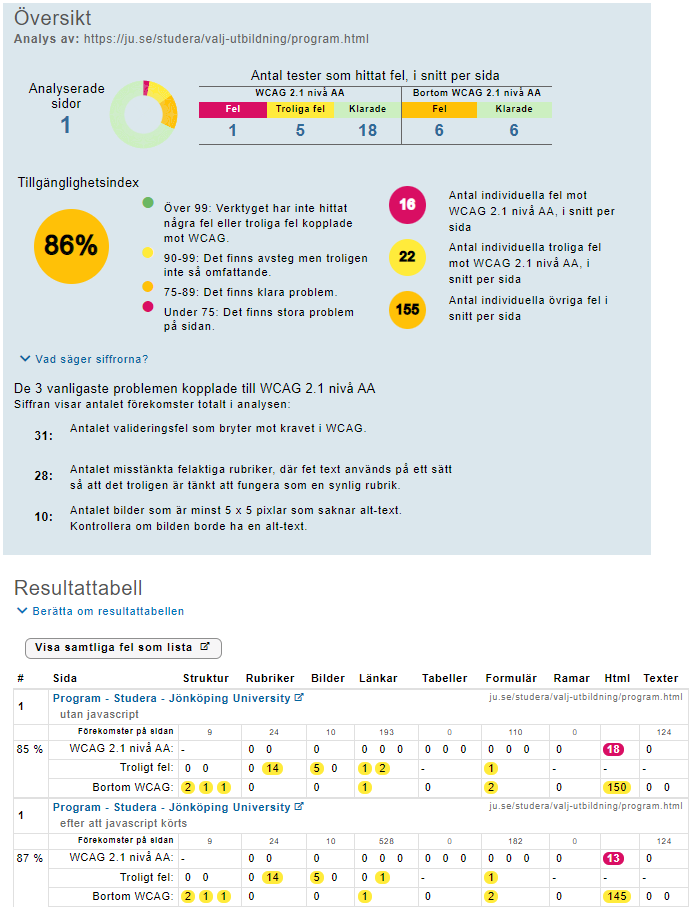 Översikt
Analys av: https://ju.se/studera/valj-utbildning/program.html
Analyserade
sidor
1
Antal tester som hittat fel, i snitt per sida
WCAG 2.1 nivå AA Bortom WCAG 2.1 nivå AA
Fel Troliga fel Klarade Fel Klarade
1 5 18 6 6
Tillgänglighetsindex
86%
Över 99: Verktyget har inte hittat
några fel eller troliga fel kopplade
mot WCAG.
90-99: Det finns avsteg men troligen
inte så omfattande.
75-89: Det finns klara problem.
Under 75: Det finns stora problem
på sidan.
16 Antal individuella fel mot
WCAG 2.1 nivå AA, i snitt per
sida
22 Antal individuella troliga fel
mot WCAG 2.1 nivå AA, i
snitt per sida
155 Antal individuella övriga fel i
snitt per sida
Vad säger siffrorna?
De 3 vanligaste problemen kopplade till WCAG 2.1 nivå AA
Siffran visar antalet förekomster totalt i analysen:
31: Antalet valideringsfel som bryter mot kravet i WCAG.
28: Antalet misstänkta felaktiga rubriker, där fet text används på ett sätt
så att det troligen är tänkt att fungera som en synlig rubrik.
10: Antalet bilder som är minst 5 x 5 pixlar som saknar alt-text.
Kontrollera om bilden borde ha en alt-text.
Resultattabell
Berätta om resultattabellen
Visa samtliga fel som lista
# Sida Struktur Rubriker Bilder Länkar Tabeller Formulär Ramar Html Texter
1 Program - Studera - Jönköping University ju.se/studera/valj-utbildning/program.html
utan javascript
Förekomster på sidan 9 24 10 193 0 110 0 124
85 % WCAG 2.1 nivå AA: - 0 0 0 0 0 0 0 0 0 0 0 0 0 18 0
Troligt fel: 0 0 0 14 5 0 1 2 - 1 - - -
Bortom WCAG: 2 1 1 0 0 1 0 2 0 150 0 0
1 Program - Studera - Jönköping University ju.se/studera/valj-utbildning/program.html
efter att javascript körts
Förekomster på sidan 9 24 10 528 0 182 0 124
87 % WCAG 2.1 nivå AA: - 0 0 0 0 0 0 0 0 0 0 0 0 0 13 0
Troligt fel: 0 0 0 14 5 0 0 1 - 1 - - -
Bortom WCAG: 2 1 1 0 0 1 0 2 0 145 0 0